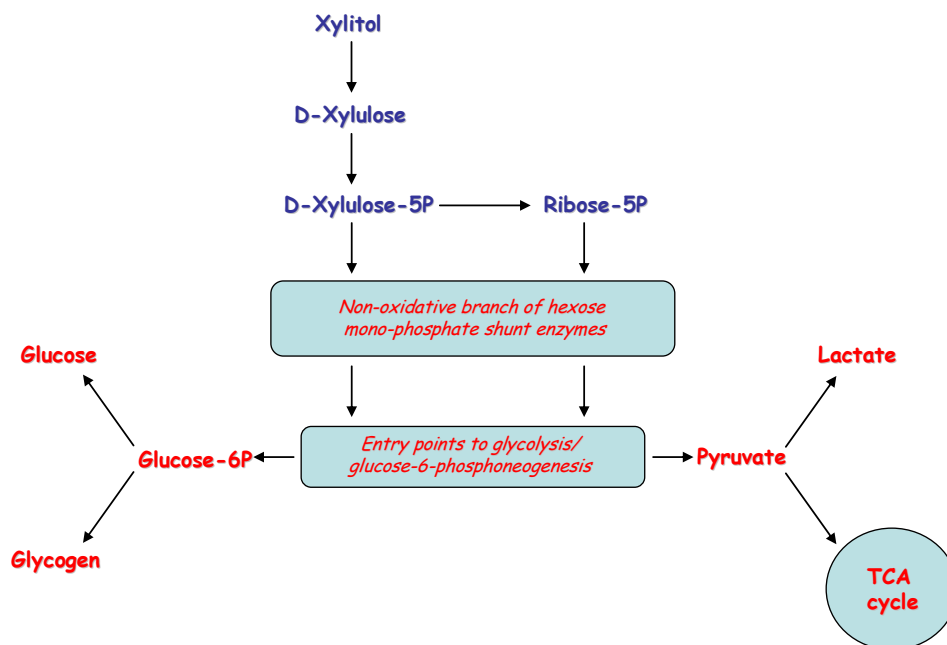 Xylitol
D-Xylulose
D-Xylulose-5P
Ribose-5P
Non-oxidative branch of hexose
mono-phosphate shunt enzymes
Glucose
Lactate
Entry points to glycolysis/
glucose-6-phosphoneogenesis
Glucose-6P
Pyruvate
Glycogen
TCA
cycle